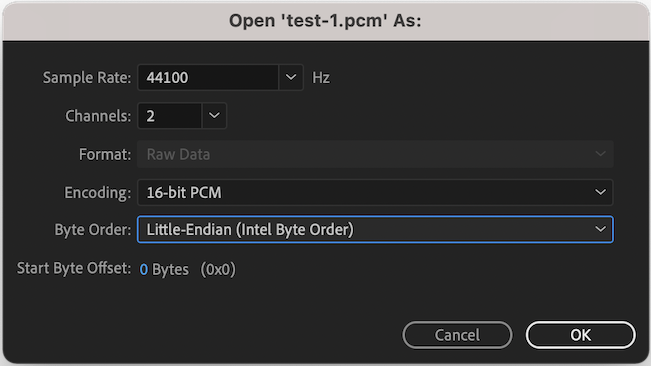 Open 'test-1.pcm' As:
Sample Rate: 44100 Hz
Channels: 2
Format: Raw Data
Encoding: 16-bit PCM
Byte Order: Little-Endian (Intel Byte Order)
Start Byte Offset: 0 Bytes (0x0)
Cancel OK